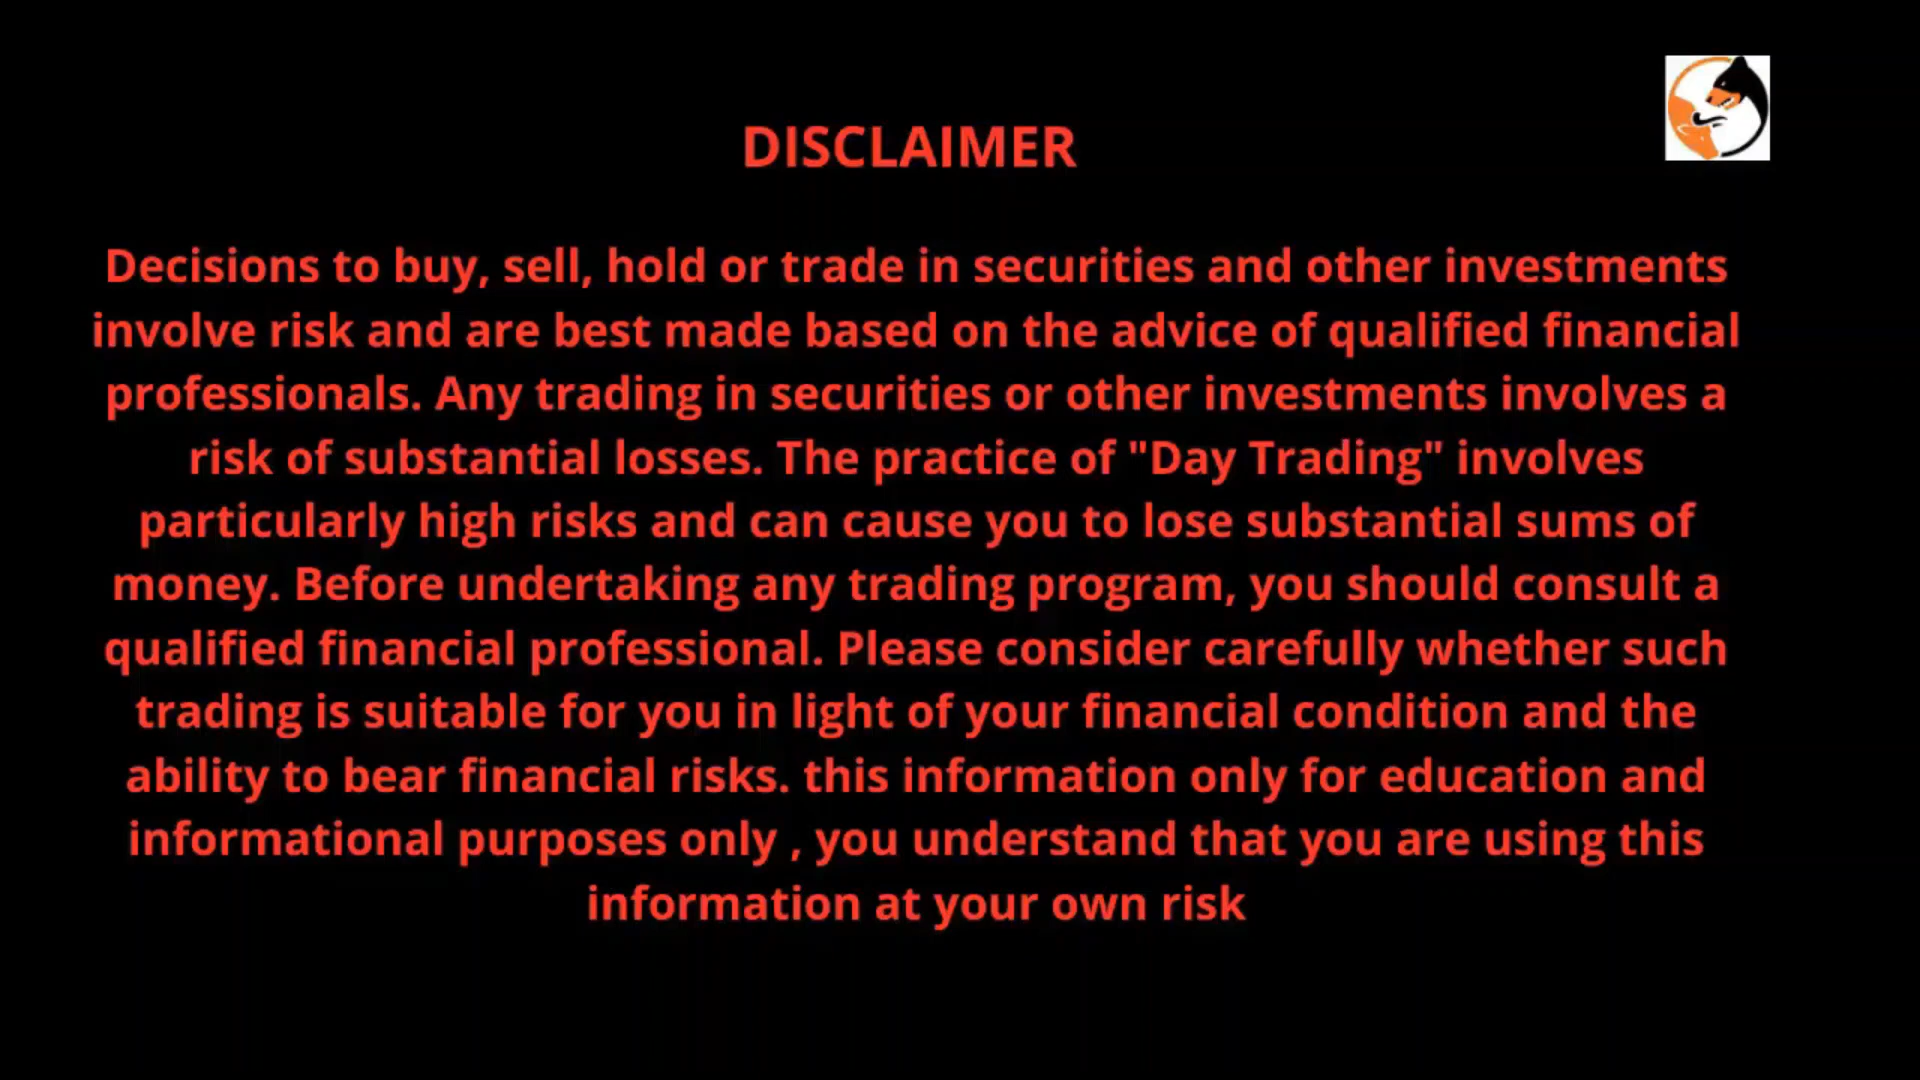 DISCLAIMER
Decisions to buy, sell, hold or trade in securities and other investments
involve risk and are best made based on the advice of qualified financial
professionals. Any trading in securities or other investments involves a
risk of substantial losses. The practice of "Day Trading" involves
particularly high risks and can cause you to lose substantial sums of
money. Before undertaking any trading program, you should consult a
qualified financial professional. Please consider carefully whether such
trading is suitable for you in light of your financial condition and the
ability to bear financial risks. this information only for education and
informational purposes only , you understand that you are using this
information at your own risk